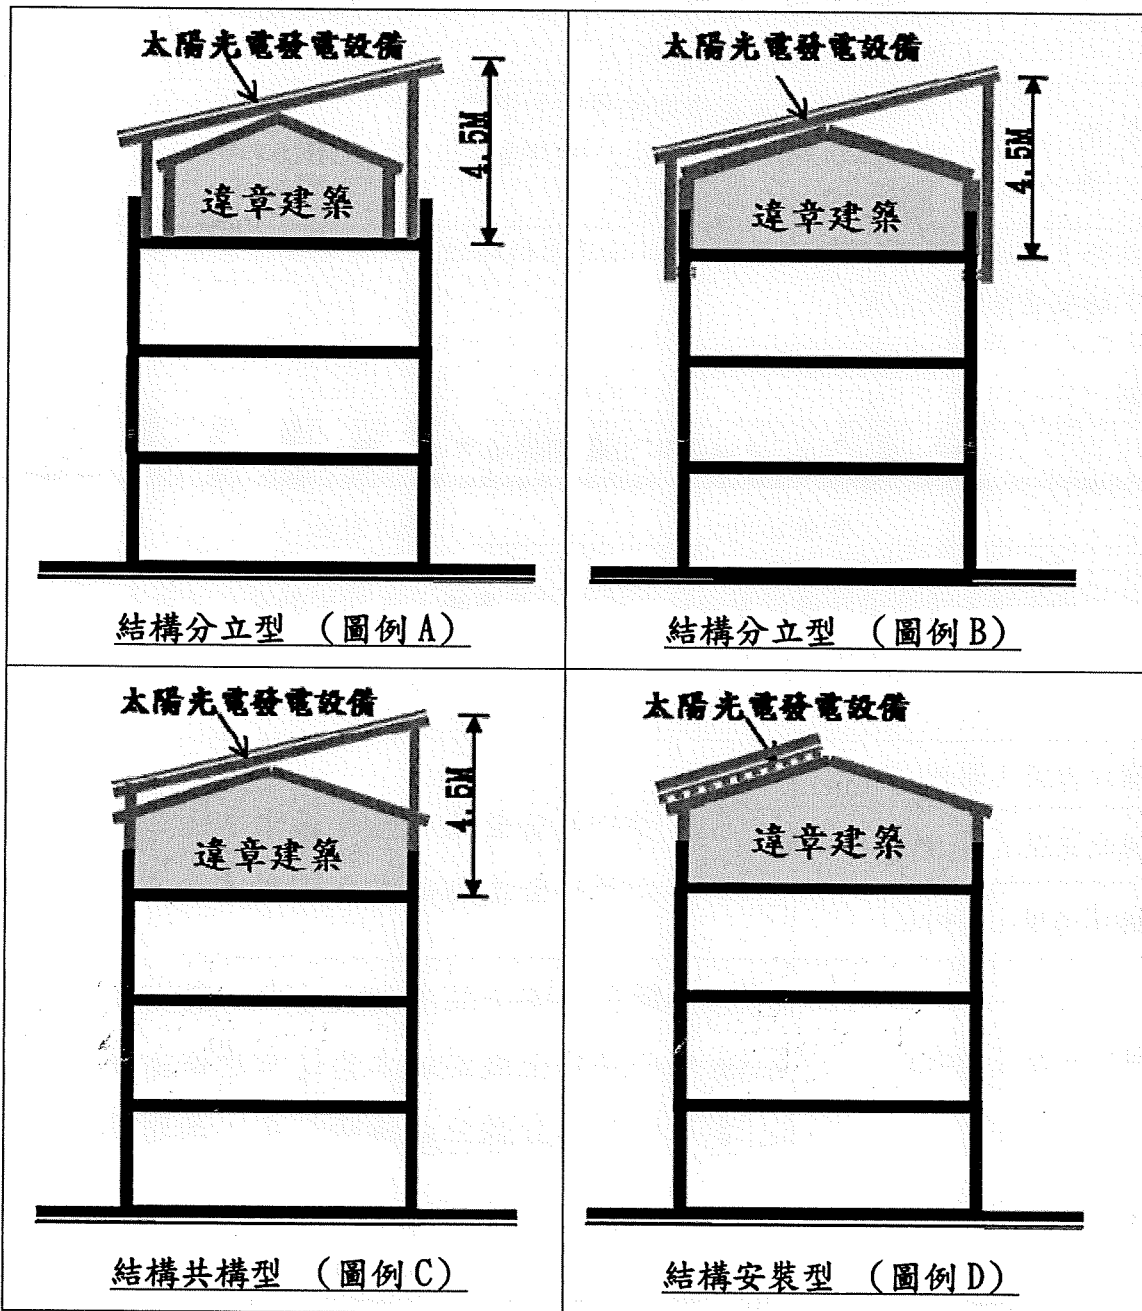 太陽光電發電設備
4.5M
違章建築
結構分立型 （圖例A）
太陽光電發電設備
4.5M
違章建築
結構分立型 （圖例B）
太陽光電發電設備
4.5M
違章建築
結構共構型 （圖例C）
太陽光電發電設備
違章建築
結構安裝型 （圖例D）